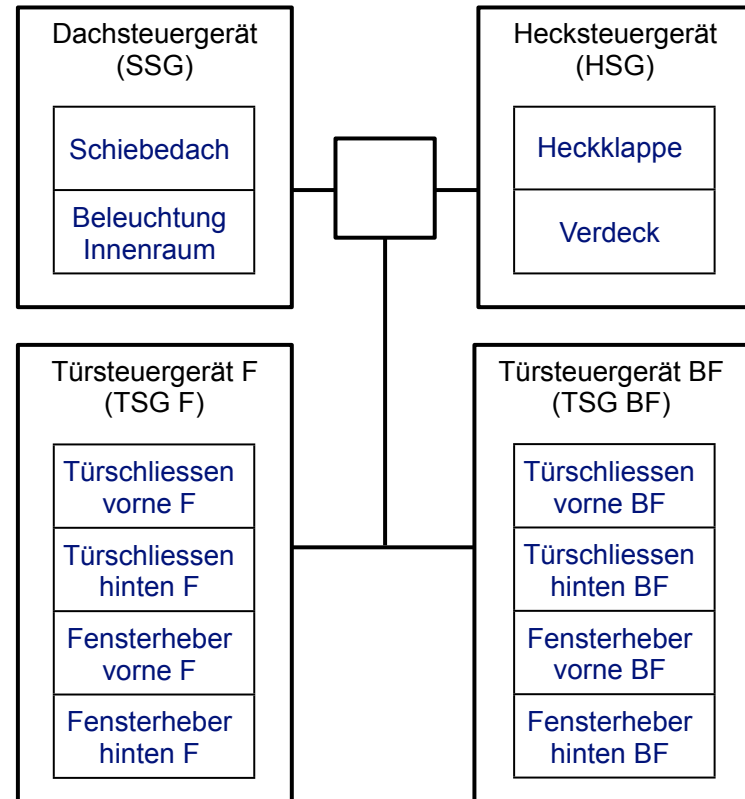 Dachsteuergerät
(SSG)
Schiebedach
Beleuchtung
Innenraum
Hecksteuergerät
(HSG)
Heckklappe
Verdeck
Türsteuergerät F
(TSG F)
Türschliessen
vorne F
Türschliessen
hinten F
Fensterheber
vorne F
Fensterheber
hinten F
Türsteuergerät BF
(TSG BF)
Türschliessen
vorne BF
Türschliessen
hinten BF
Fensterheber
vorne BF
Fensterheber
hinten BF